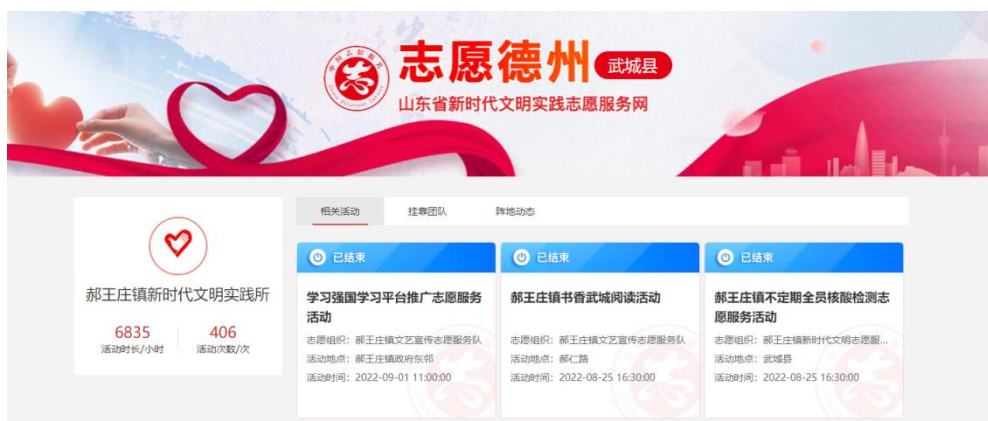 志愿德州 武城县
山东省新时代文明实践志愿服务网
相关活动 挂靠团队 阵地动态
郝王庄镇新时代文明实践所
6835 406
活动时长/小时 活动次数/次
已结束
学习强国学习平台推广志愿服务
活动
志愿组织：郝王庄镇文艺宣传志愿服务队
活动地点：郝王庄镇政府东邻
活动时间：2022-09-01 11:00:00
已结束
郝王庄镇书香武城阅读活动
志愿组织：郝王庄镇文艺宣传志愿服务队
活动地点：郝仁路
活动时间：2022-08-25 16:30:00
已结束
郝王庄镇不定期全员核酸检测志
愿服务活动
志愿组织：郝王庄镇新时代文明志愿服...
活动地点：武城县
活动时间：2022-08-25 16:30:00